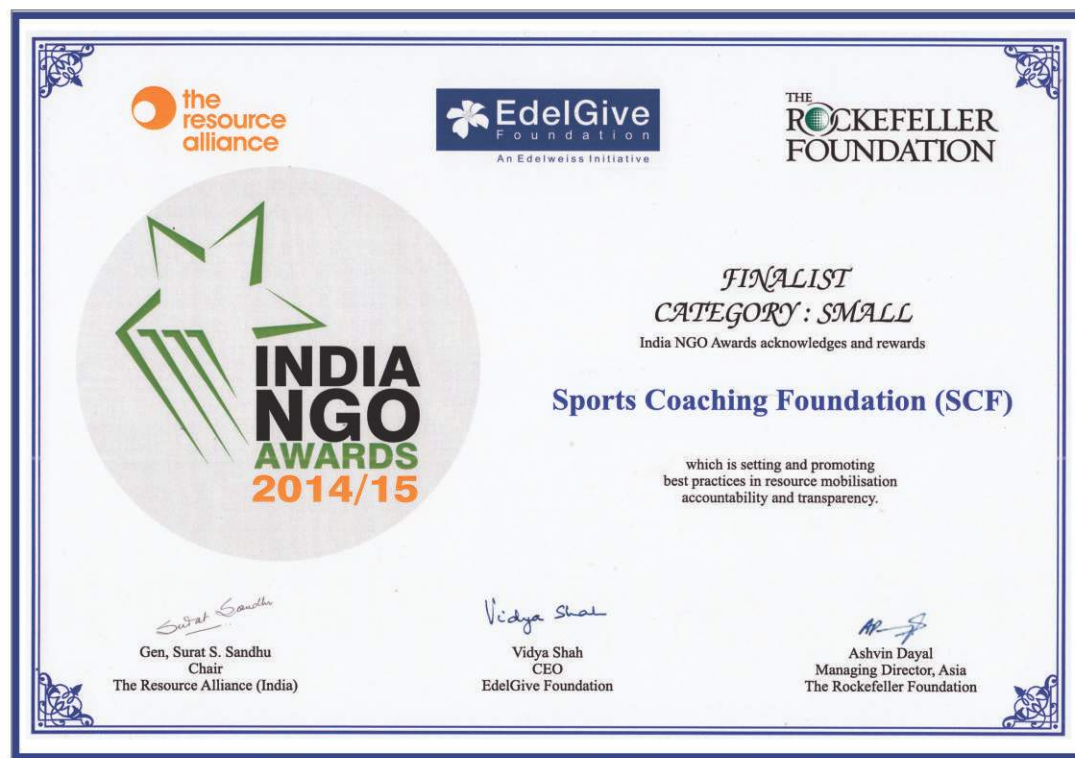 the
resource
alliance
EdelGive
Foundation
An Edelweiss Initiative
THE
ROCKEFELLER
FOUNDATION
INDIA
NGO
AWARDS
2014/15
FINALIST
CATEGORY : SMALL
India NGO Awards acknowledges and rewards
Sports Coaching Foundation (SCF)
which is setting and promoting
best practices in resource mobilisation
accountability and transparency.
Surat Sandhu
Gen, Surat S. Sandhu
Chair
The Resource Alliance (India)
Vidya Shah
Vidya Shah
CEO
EdelGive Foundation
Ashvin Dayal
Managing Director, Asia
The Rockefeller Foundation